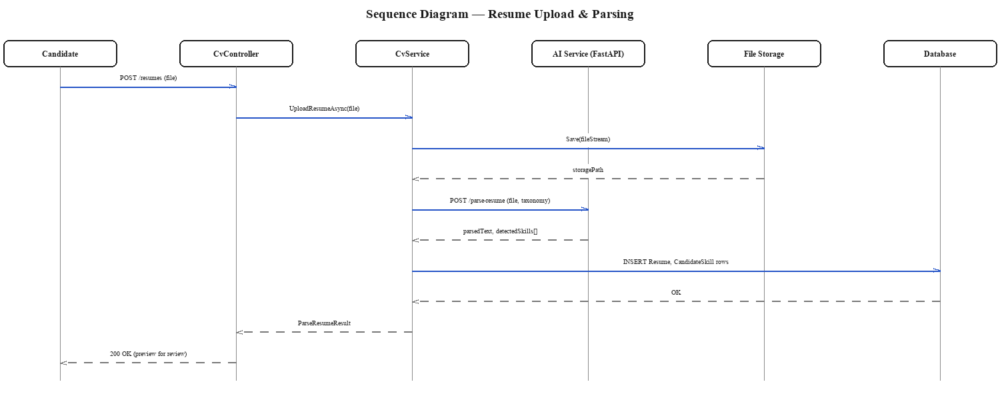 Sequence Diagram — Resume Upload & Parsing
Candidate
CvController
CvService
AI Service (FastAPI)
File Storage
Database
POST /resumes (file)
UploadResumeAsync(file)
Save(fileStream)
storagePath
POST /parse-resume (file, taxonomy)
parsedText, detectedSkills[]
INSERT Resume, CandidateSkill rows
OK
ParseResumeResult
200 OK (preview for review)